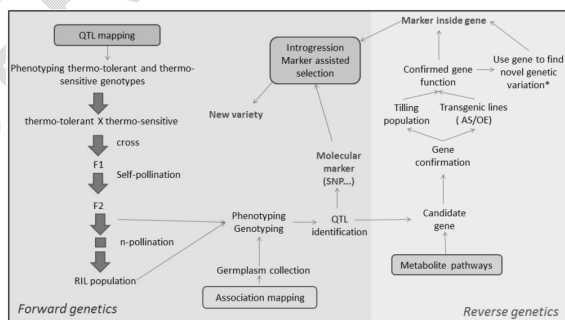 QTL mapping
Phenotyping thermo-tolerant and thermo-
sensitive genotypes
thermo-tolerant X thermo-sensitive
cross
F1
Self-pollination
F2
n-pollination
RIL population
Forward genetics
Introgression
Marker assisted
selection
New variety
Molecular
marker
(SNP...)
Phenotyping
Genotyping
QTL
identification
Germplasm collection
Association mapping
Marker inside gene
Confirmed gene
function
Use gene to find
novel genetic
variation*
Tilling
population
Transgenic lines
( AS/OE)
Gene
confirmation
Candidate
gene
Metabolite pathways
Reverse genetics